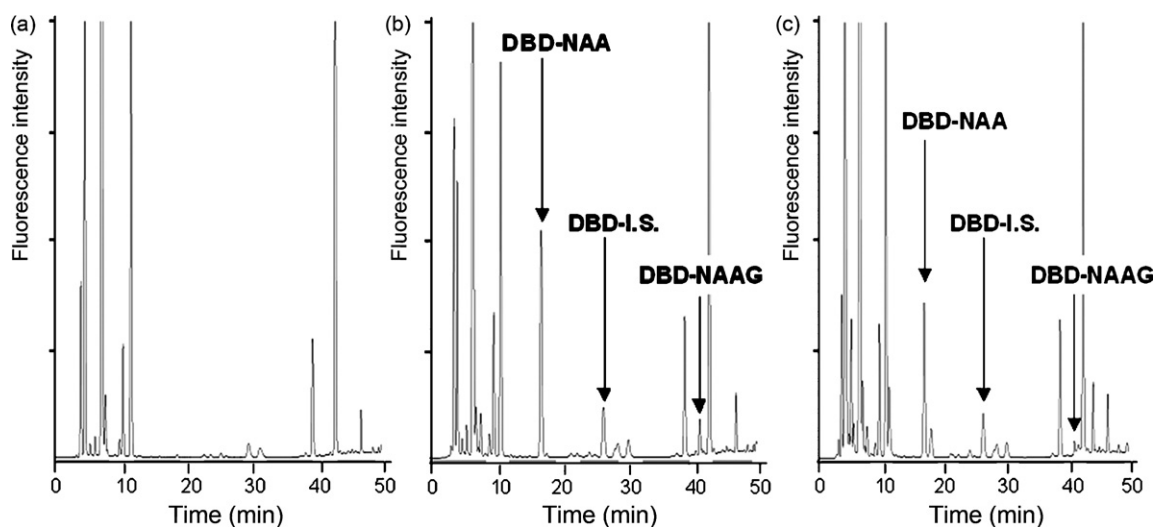 (a)
Fluorescence intensity
0 10 20 30 40 50
Time (min)
(b)
Fluorescence intensity
DBD-NAA
DBD-I.S.
DBD-NAAG
0 10 20 30 40 50
Time (min)
(c)
Fluorescence intensity
DBD-NAA
DBD-I.S.
DBD-NAAG
0 10 20 30 40 50
Time (min)